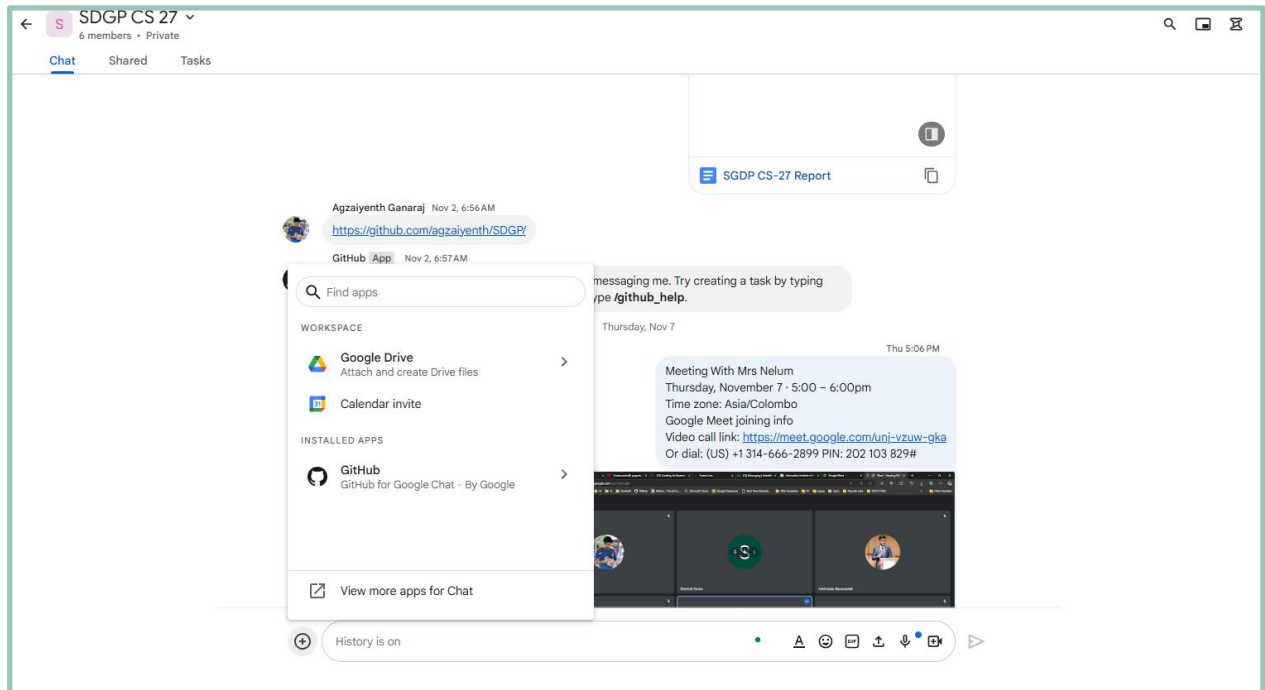 SDGP CS 27
6 members • Private
Chat Shared Tasks
SGDP CS-27 Report
Agzaiyenth Ganaraj Nov 2, 6:56 AM
https://github.com/agzaiyenth/SDGP/
GitHub App Nov 2, 6:57 AM
messaging me. Try creating a task by typing
ype /github_help.
Find apps
WORKSPACE
Google Drive
Attach and create Drive files
Calendar invite
INSTALLED APPS
GitHub
GitHub for Google Chat - By Google
View more apps for Chat
Thursday, Nov 7
Thu 5:06 PM
Meeting With Mrs Nelum
Thursday, November 7 · 5:00 – 6:00pm
Time zone: Asia/Colombo
Google Meet joining info
Video call link: https://meet.google.com/unj-vzuw-gka
Or dial: (US) +1 314-666-2899 PIN: 202 103 829#
History is on